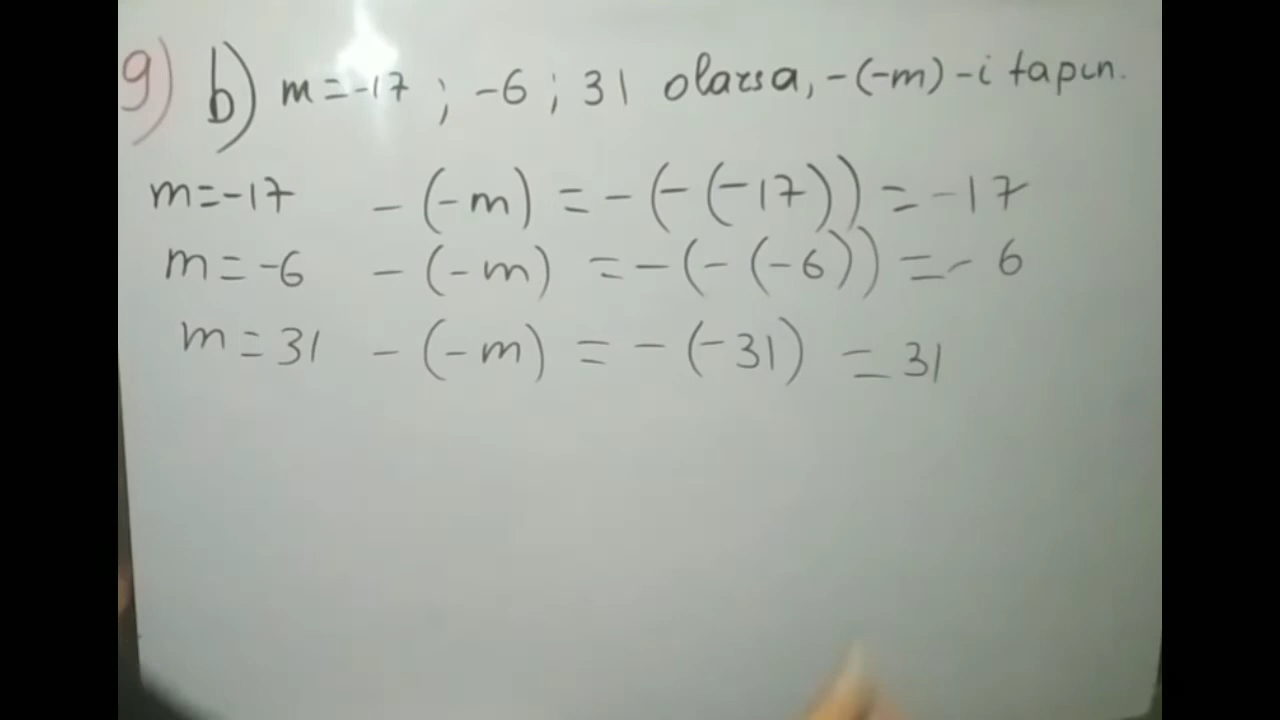 9) b) m=-17 ; -6 ; 31 olarsa, -(-m)-i tapın.
m=-17 -(-m) = -(-(-17)) = -17
m=-6 -(-m) = -(-(-6)) = -6
m=31 -(-m) = -(-31) = 31